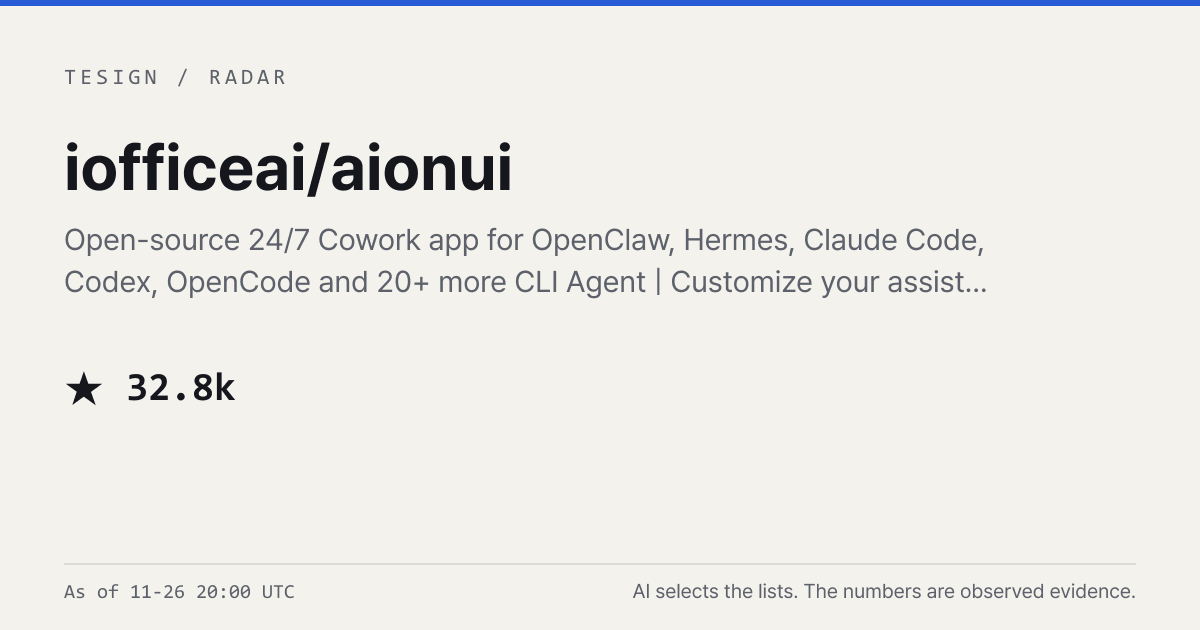 TESIGN / RADAR
iofficeai/aionui
Open-source 24/7 Cowork app for OpenClaw, Hermes, Claude Code,
Codex, OpenCode and 20+ more CLI Agent | Customize your assist...
★ 32.8k
As of 11-26 20:00 UTC
AI selects the lists. The numbers are observed evidence.